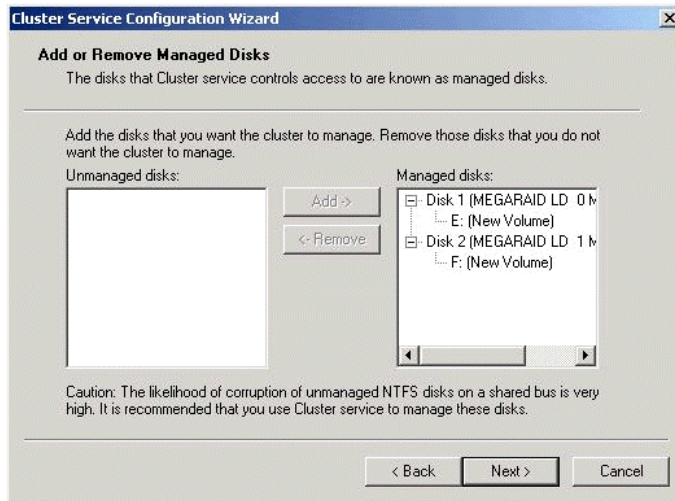 Cluster Service Configuration Wizard
Add or Remove Managed Disks
The disks that Cluster service controls access to are known as managed disks.
Add the disks that you want the cluster to manage. Remove those disks that you do not
want the cluster to manage.
Unmanaged disks:
Managed disks:
Add ->
<- Remove
Disk 1 (MEGARAID LD 0 M
E: (New Volume)
Disk 2 (MEGARAID LD 1 M
F: (New Volume)
Caution: The likelihood of corruption of unmanaged NTFS disks on a shared bus is very
high. It is recommended that you use Cluster service to manage these disks.
< Back
Next >
Cancel